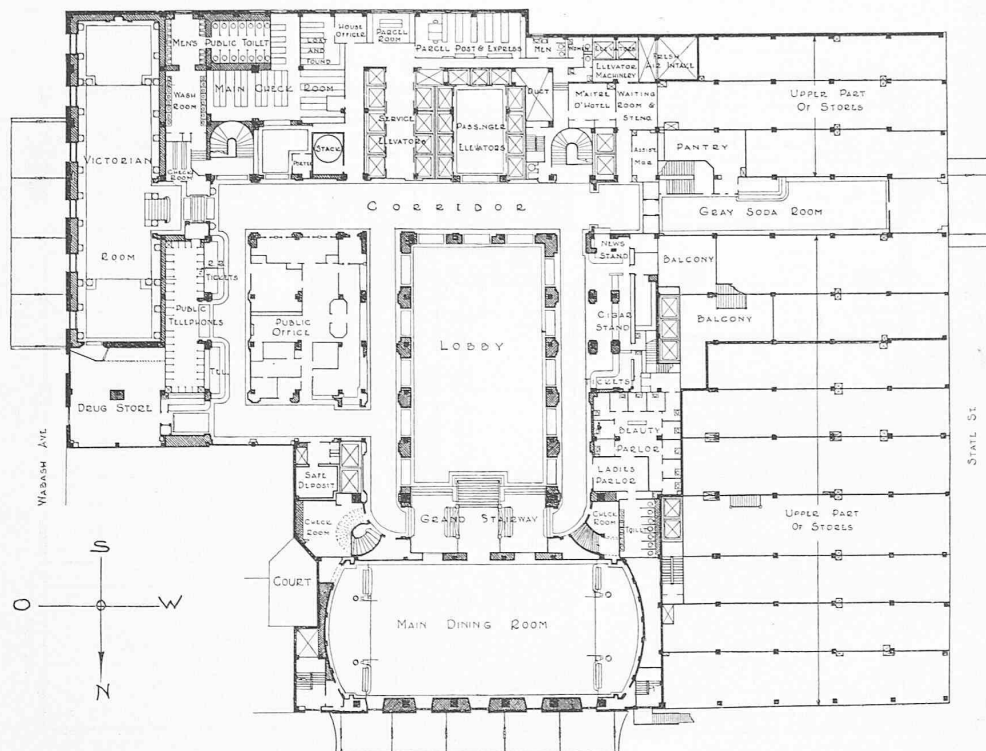 MEN'S
PUBLIC TOILET
LOST
AND
FOUND
HOUSE
OFFICER
PARCEL
ROOM
PARCEL POST & EXPRESS
MEN
WOMEN
ELEVATORS
ELEVATOR
MACHINERY
FRESH
AIR INTAKE
UPPER PART
OF STORES
MAIN CHECK ROOM
WASH
ROOM
SERVICE
ELEVATORS
PASSENGER
ELEVATORS
DUCT
MAITRE
D'HOTEL
WAITING
ROOM &
STENO
VICTORIAN
ROOM
CHECK
ROOM
PORTER
STACK
ASSIST
MGR
PANTRY
CORRIDOR
GRAY SODA ROOM
R.R.
TICKETS
PUBLIC
TELEPHONES
TEL
PUBLIC
OFFICE
LOBBY
NEWS
STAND
CIGAR
STAND
TICKETS
BALCONY
BALCONY
DRUG STORE
WABASH AVE
STATE ST.
BEAUTY
PARLOR
LADIES
PARLOR
SAFE
DEPOSIT
CHECK
ROOM
GRAND STAIRWAY
CHECK
ROOM
TOILET
UPPER PART
OF STORES
COURT
MAIN DINING ROOM
S
O
W
N